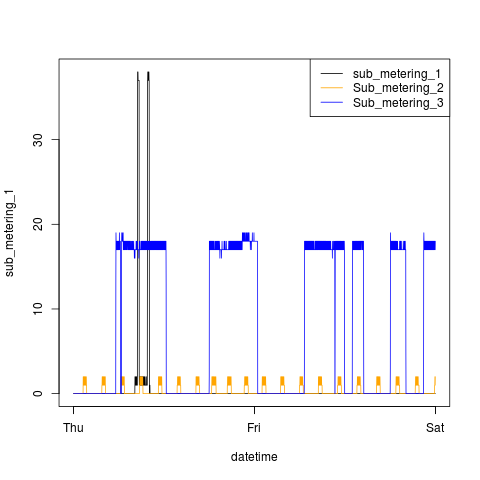 sub_metering_1
Sub_metering_2
Sub_metering_3
sub_metering_1
30
20
10
0
Thu
Fri
Sat
datetime